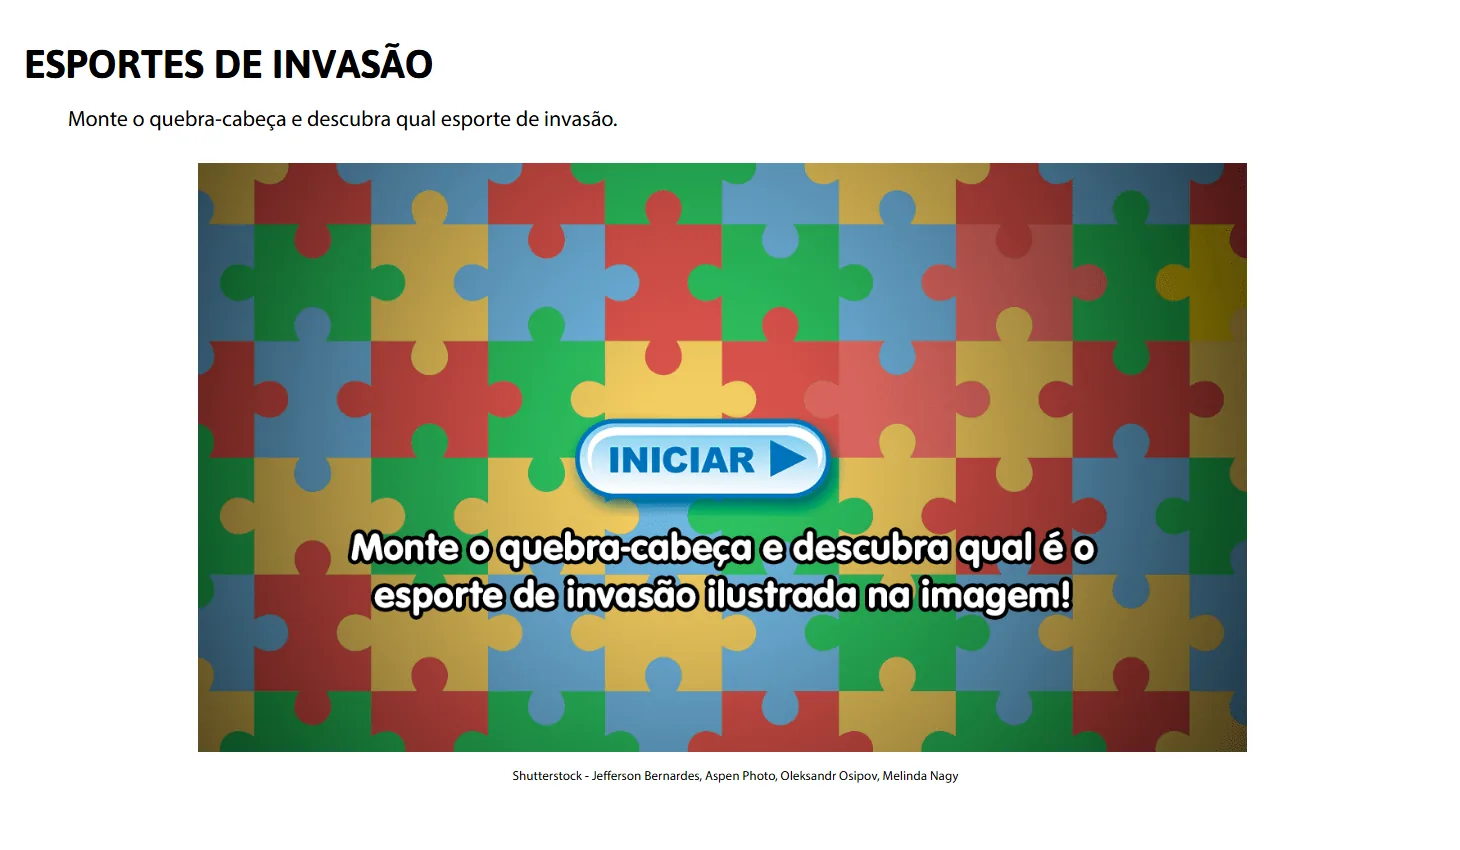 ESPORTES DE INVASÃO
Monte o quebra-cabeça e descubra qual esporte de invasão.
INICIAR
Monte o quebra-cabeça e descubra qual é o
esporte de invasão ilustrada na imagem!
Shutterstock - Jefferson Bernardes, Aspen Photo, Oleksandr Osipov, Melinda Nagy